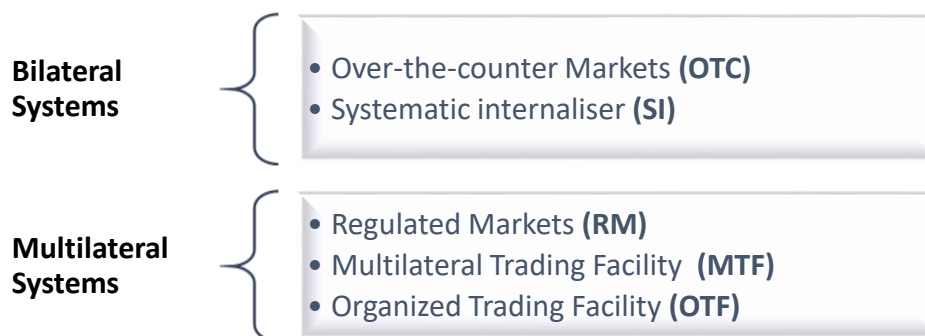 Bilateral
Systems
• Over-the-counter Markets (OTC)
• Systematic internaliser (SI)
Multilateral
Systems
• Regulated Markets (RM)
• Multilateral Trading Facility (MTF)
• Organized Trading Facility (OTF)